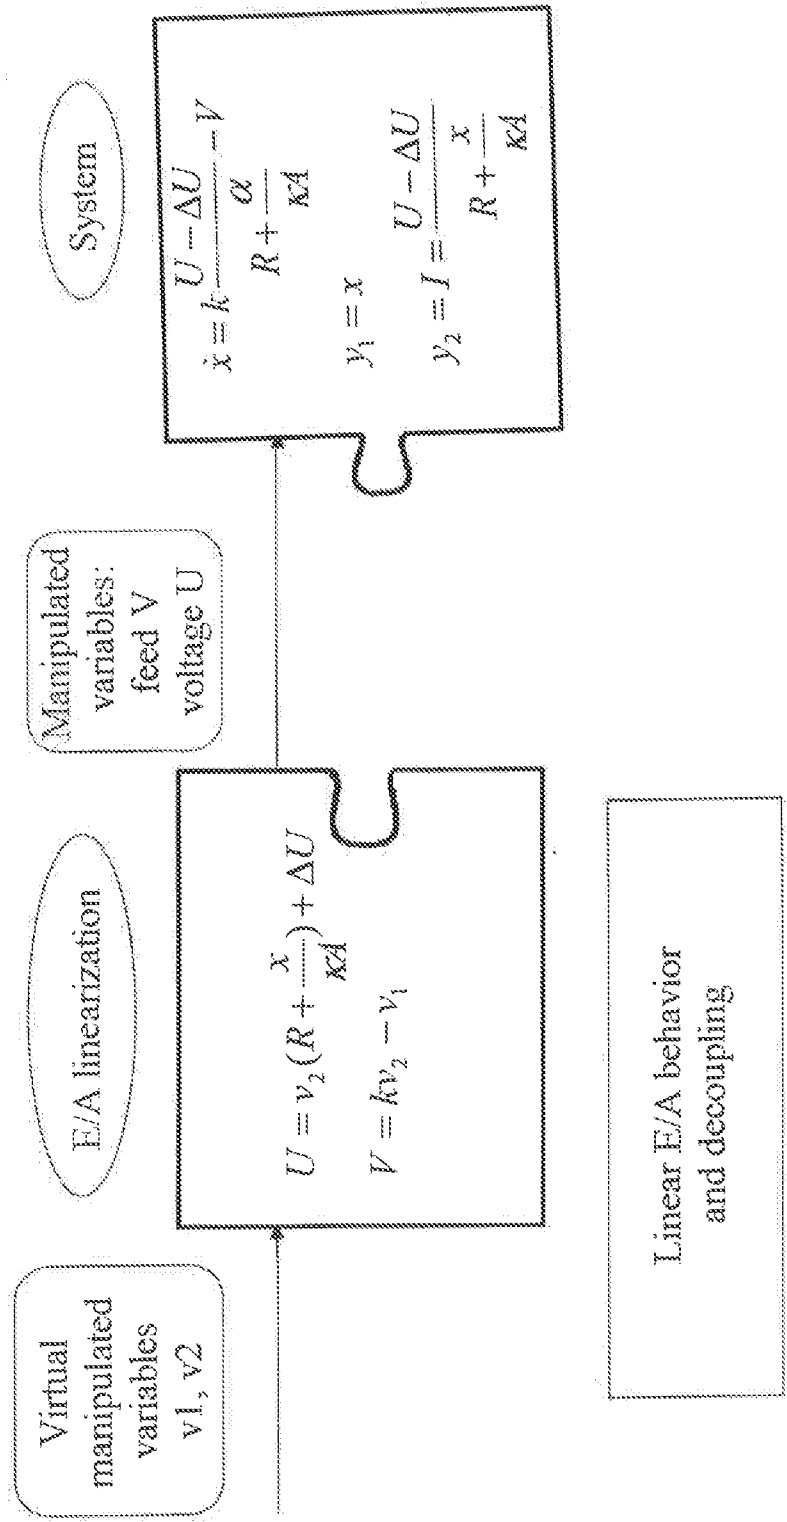 Virtual
manipulated
variables
v1, v2
E/A linearization
U = v₂(R + x/κA) + ΔU
V = kv₂ − v₁
Manipulated
variables:
feed V
voltage U
System
ẋ = k (U − ΔU)/(R + α/κA) − V
y₁ = x
y₂ = I = (U − ΔU)/(R + x/κA)
Linear E/A behavior
and decoupling